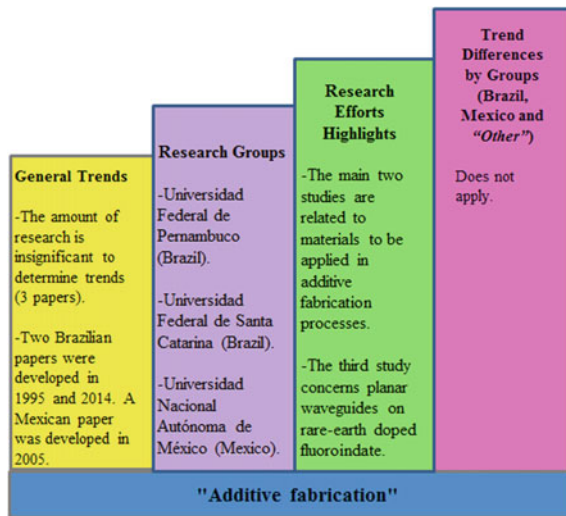 General Trends
-The amount of
research is
insignificant to
determine trends
(3 papers).
-Two Brazilian
papers were
developed in
1995 and 2014. A
Mexican paper
was developed in
2005.
Research Groups
-Universidad
Federal de
Pernambuco
(Brazil).
-Universidad
Federal de Santa
Catarina (Brazil).
-Universidad
Nacional
Autónoma de
México (Mexico).
Research
Efforts
Highlights
-The main two
studies are
related to
materials to be
applied in
additive
fabrication
processes.
-The third study
concerns planar
waveguides on
rare-earth doped
fluoroindate.
Trend
Differences
by Groups
(Brazil,
Mexico and
“Other”)
Does not
apply.
"Additive fabrication"